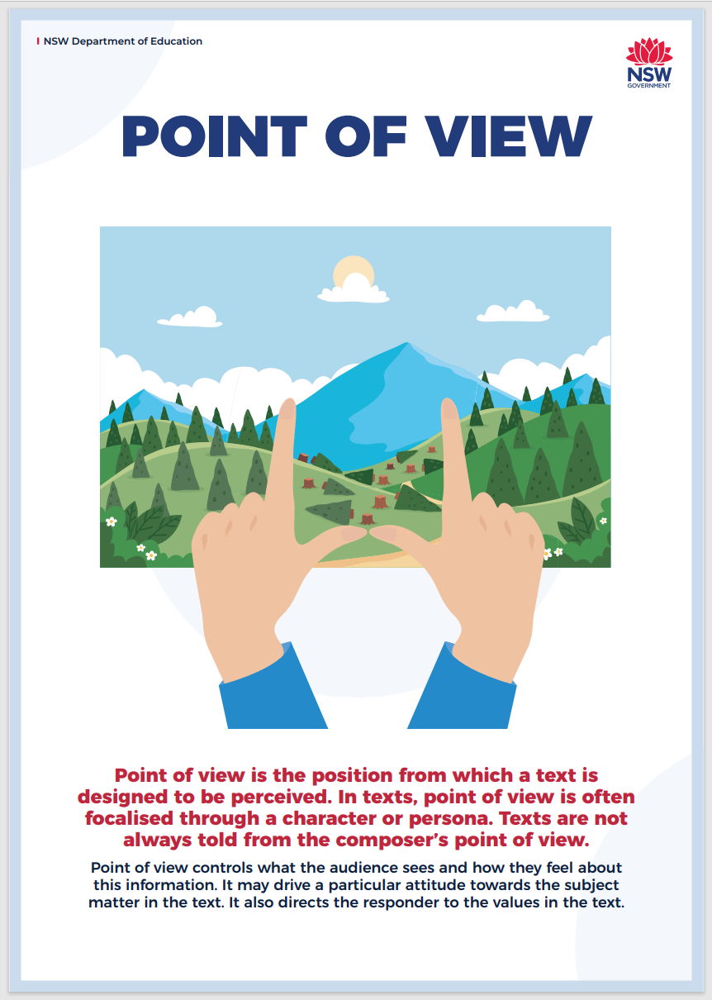 NSW Department of Education
NSW
GOVERNMENT
POINT OF VIEW
Point of view is the position from which a text is
designed to be perceived. In texts, point of view is often
focalised through a character or persona. Texts are not
always told from the composer’s point of view.
Point of view controls what the audience sees and how they feel about
this information. It may drive a particular attitude towards the subject
matter in the text. It also directs the responder to the values in the text.